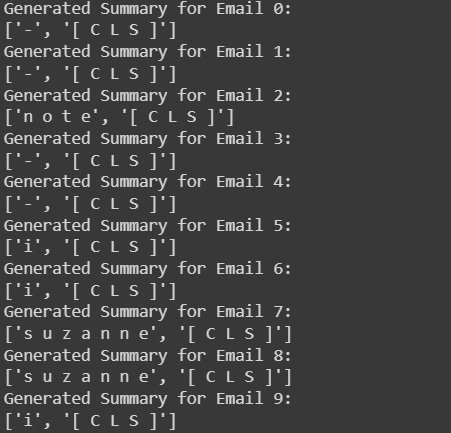 Generated Summary for Email 0:
['-', '[ C L S ]']
Generated Summary for Email 1:
['-', '[ C L S ]']
Generated Summary for Email 2:
['n o t e', '[ C L S ]']
Generated Summary for Email 3:
['-', '[ C L S ]']
Generated Summary for Email 4:
['-', '[ C L S ]']
Generated Summary for Email 5:
['i', '[ C L S ]']
Generated Summary for Email 6:
['i', '[ C L S ]']
Generated Summary for Email 7:
['s u z a n n e', '[ C L S ]']
Generated Summary for Email 8:
['s u z a n n e', '[ C L S ]']
Generated Summary for Email 9:
['i', '[ C L S ]']